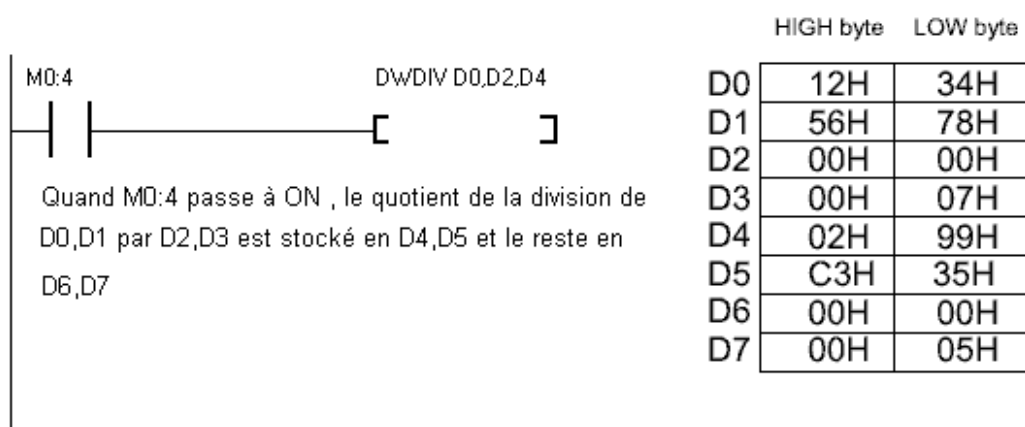 HIGH byte LOW byte
M0:4 DWDIV D0,D2,D4
D0 12H 34H
D1 56H 78H
D2 00H 00H
D3 00H 07H
D4 02H 99H
D5 C3H 35H
D6 00H 00H
D7 00H 05H
Quand M0:4 passe à ON , le quotient de la division de
D0,D1 par D2,D3 est stocké en D4,D5 et le reste en
D6,D7